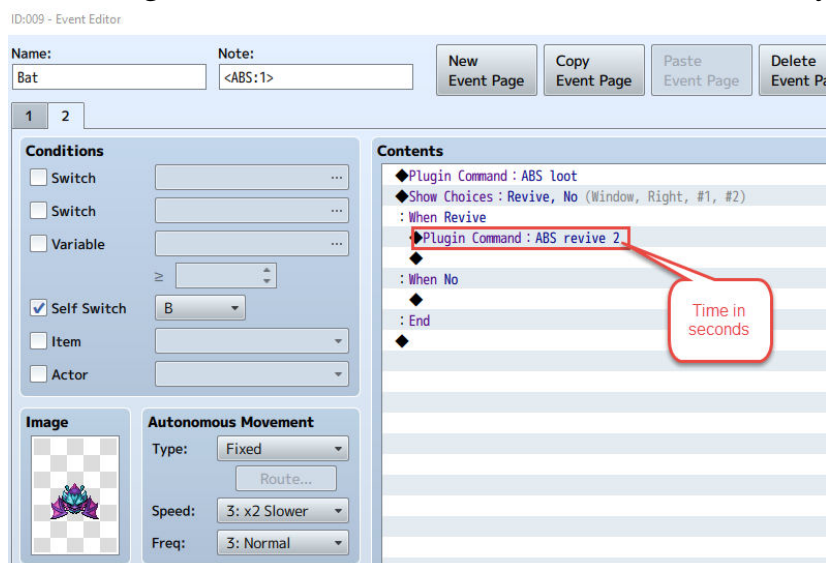 ID:009 - Event Editor
Name:
Note:
Bat
<ABS:1>
New
Event Page
Copy
Event Page
Paste
Event Page
Delete
1 2
Conditions
Switch ...
Switch ...
Variable ...
≥
Self Switch B
Item
Actor
Image
Autonomous Movement
Type: Fixed
Route...
Speed: 3: x2 Slower
Freq: 3: Normal
Contents
◆Plugin Command : ABS loot
◆Show Choices : Revive, No (Window, Right, #1, #2)
: When Revive
◆Plugin Command : ABS revive 2
◆
: When No
◆
: End
◆
Time in
seconds